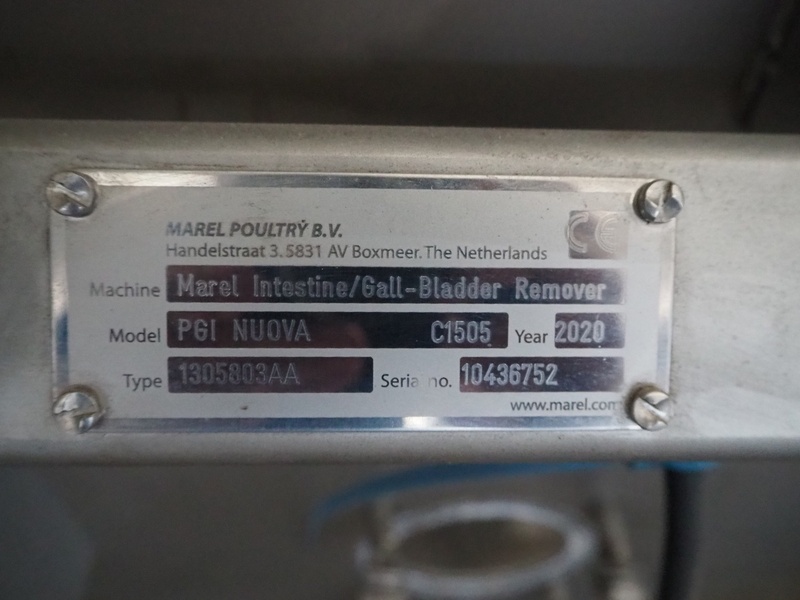 MAREL POULTRY B.V.
CE
Handelstraat 3. 5831 AV Boxmeer. The Netherlands
Machine Marel Intestine/Gall-Bladder Remover
Model PGI NUOVA C1505 Year 2020
Type 1305803AA Serial no. 10436752
www.marel.com